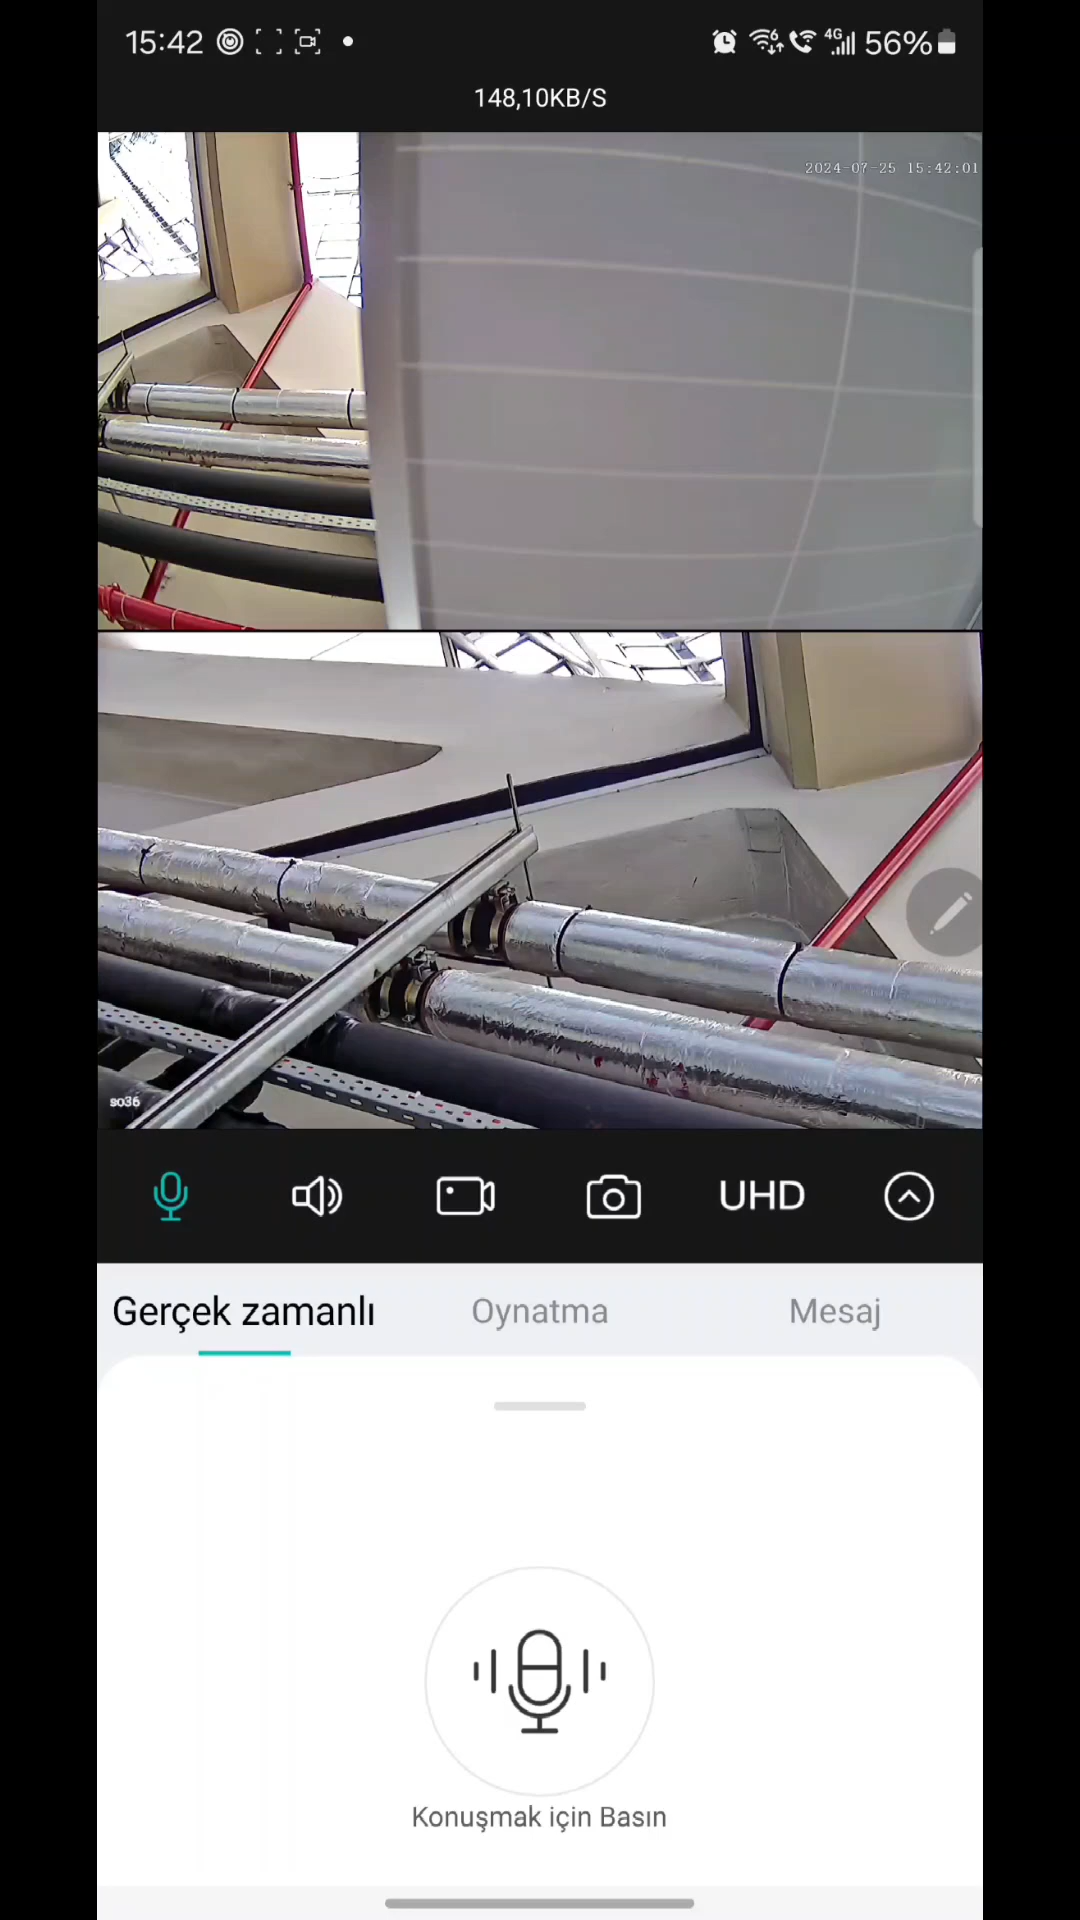 15:42
4G 56%
148,10KB/S
2024-07-25 15:42:01
so36
UHD
Gerçek zamanlı Oynatma Mesaj
Konuşmak için Basın